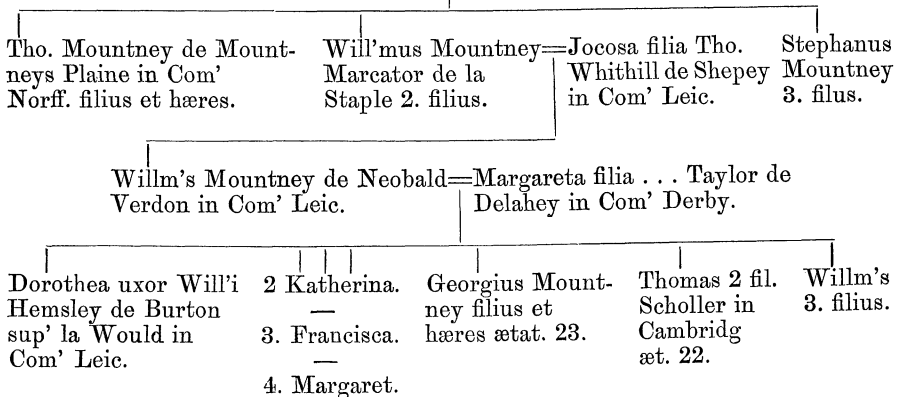 Tho. Mountney de Mount-
neys Plaine in Com'
Norff. filius et hæres.
Will'mus Mountney=Jocosa filia Tho.
Marcator de la
Staple 2. filius.
Whithill de Shepey
in Com' Leic.
Stephanus
Mountney
3. filus.
Willm's Mountney de Neobald=Margareta filia . . . Taylor de
Verdon in Com' Leic.
Delahey in Com' Derby.
Dorothea uxor Will'i
Hemsley de Burton
sup' la Would in
Com' Leic.
2 Katherina.
—
3. Francisca.
—
4. Margaret.
Georgius Mount-
ney filius et
hæres ætat. 23.
Thomas 2 fil.
Scholler in
Cambridg
æt. 22.
Willm's
3. filius.